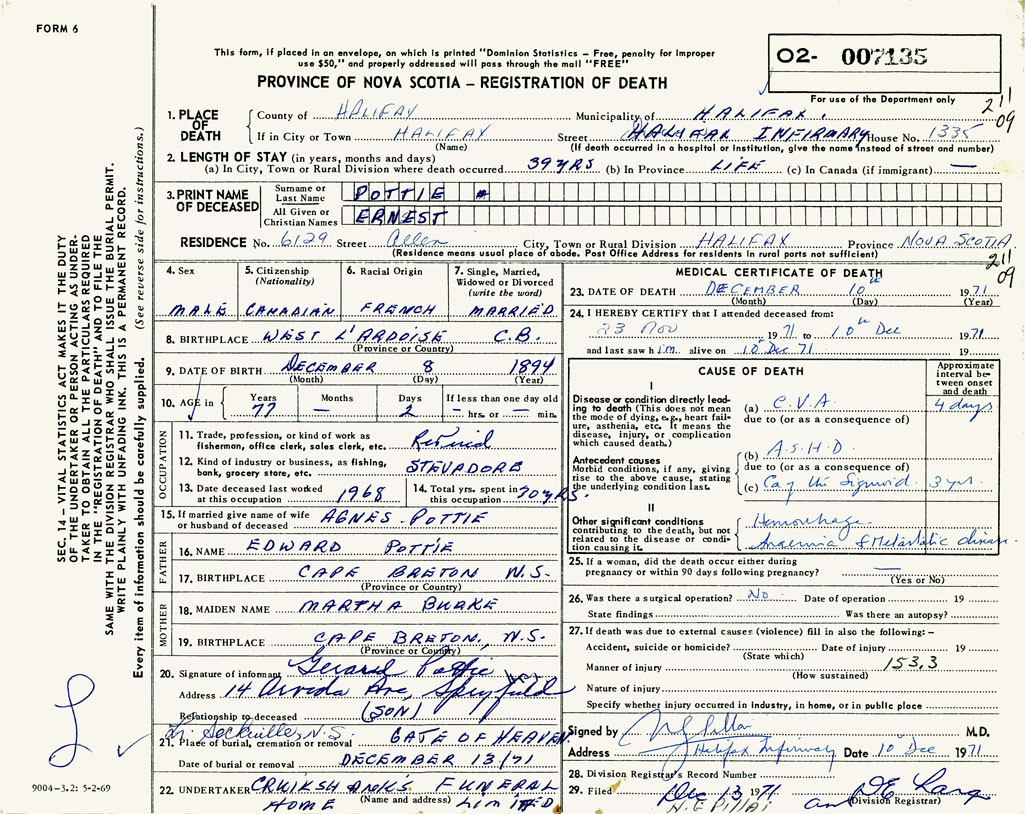 FORM 6
This form, if placed in an envelope, on which is printed "Dominion Statistics – Free, penalty for improper
use $50," and properly addressed will pass through the mail "FREE"
PROVINCE OF NOVA SCOTIA – REGISTRATION OF DEATH
02- 007135
For use of the Department only
211
09
1. PLACE OF DEATH County of HALIFAX Municipality of HALIFAX.
If in City or Town HALIFAX Street HALIFAX INFIRMARY House No. 1335
(Name) (If death occurred in a hospital or institution, give the name instead of street and number)
2. LENGTH OF STAY (in years, months and days)
(a) In City, Town or Rural Division where death occurred 39 YRS (b) In Province LIFE (c) In Canada (if immigrant) —
3. PRINT NAME OF DECEASED Surname or Last Name POTTIE
All Given or Christian Names ERNEST
RESIDENCE No. 6129 Street Allen City, Town or Rural Division HALIFAX Province NOVA SCOTIA
(Residence means usual place of abode. Post Office Address for residents in rural parts not sufficient)
211
09
4. Sex MALE
5. Citizenship (Nationality) CANADIAN
6. Racial Origin FRENCH
7. Single, Married, Widowed or Divorced (write the word) MARRIED
8. BIRTHPLACE WEST L'ARDOISE C.B.
(Province or Country)
9. DATE OF BIRTH DECEMBER 8 1894
(Month) (Day) (Year)
10. AGE in Years 77 Months — Days 2 If less than one day old — hrs. or — min.
OCCUPATION
11. Trade, profession, or kind of work as fisherman, office clerk, sales clerk, etc. Retired
12. Kind of industry or business, as fishing, bank, grocery store, etc. STEVADORE
13. Date deceased last worked at this occupation 1968
14. Total yrs. spent in this occupation 30 YRS.
15. If married give name of wife or husband of deceased AGNES POTTIE
FATHER
16. NAME EDWARD POTTIE
17. BIRTHPLACE CAPE BRETON N.S.
(Province or Country)
MOTHER
18. MAIDEN NAME MARTHA BURKE
19. BIRTHPLACE CAPE BRETON, N.S.
(Province or Country)
20. Signature of informant Gerard Pottie
Address 14 Arvida Ave, Spryfield
Relationship to deceased (SON)
Lr. Sackville, N.S.
21. Place of burial, cremation or removal GATE OF HEAVEN
Date of burial or removal DECEMBER 13/71
22. UNDERTAKER CRUIKSHANK'S FUNERAL
(Name and address)
HOME LIMITED
MEDICAL CERTIFICATE OF DEATH
23. DATE OF DEATH DECEMBER 10th 1971
(Month) (Day) (Year)
24. I HEREBY CERTIFY that I attended deceased from:
23 Nov 1971 to 10th Dec 1971
and last saw him alive on 10 Dec 71 19
CAUSE OF DEATH
Approximate interval between onset and death
I
Disease or condition directly leading to death (This does not mean the mode of dying, e.g., heart failure, asthenia, etc. It means the disease, injury, or complication which caused death.)
(a) C.V.A. 4 days
due to (or as a consequence of)
Antecedent causes
Morbid conditions, if any, giving rise to the above cause, stating the underlying condition last.
(b) A.S.H.D.
due to (or as a consequence of)
(c) Ca of the Sigmoid. 3 yrs.
II
Other significant conditions contributing to the death, but not related to the disease or condition causing it.
Hemorrhage
Anaemia & Metastatic disease.
25. If a woman, did the death occur either during pregnancy or within 90 days following pregnancy? —
(Yes or No)
26. Was there a surgical operation? NO Date of operation 19
State findings Was there an autopsy?
27. If death was due to external causes (violence) fill in also the following:–
Accident, suicide or homicide? Date of injury 19
(State which)
153.3
Manner of injury
(How sustained)
Nature of injury
Specify whether injury occurred in industry, in home, or in public place
Signed by M.D.
Address Halifax Infirmary Date 10 Dec 1971
28. Division Registrar's Record Number
29. Filed Dec 13 1971 D E Lang
(Division Registrar)
N.E Pillai
SEC. 14 – VITAL STATISTICS ACT MAKES IT THE DUTY
OF THE UNDERTAKER OR PERSON ACTING AS UNDER-
TAKER TO OBTAIN ALL THE PARTICULARS REQUIRED
IN THE "REGISTRATION OF DEATH" AND TO FILE THE
SAME WITH THE DIVISION REGISTRAR WHO SHALL ISSUE THE BURIAL PERMIT.
WRITE PLAINLY WITH UNFADING INK. THIS IS A PERMANENT RECORD.
Every item of information should be carefully supplied. (See reverse side for instructions.)
9004-3.2: 5-2-69